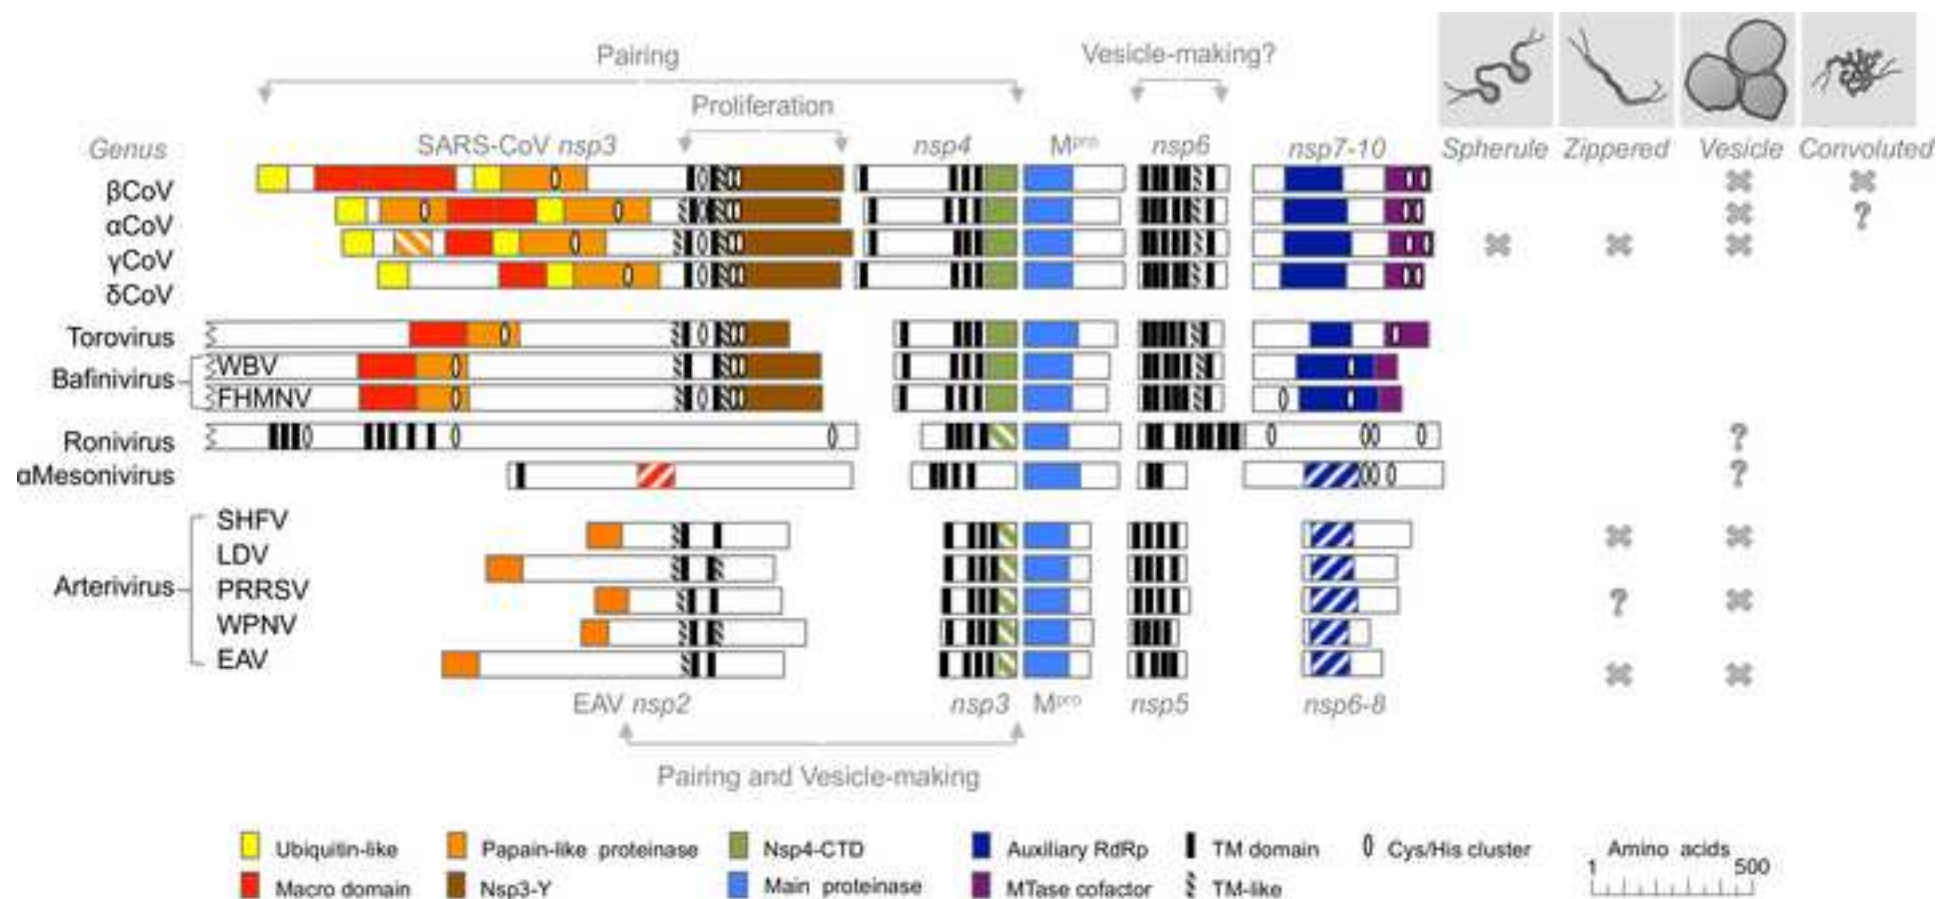 Pairing
Vesicle-making?
Proliferation
Genus
SARS-CoV nsp3
nsp4
Mpro
nsp6
nsp7-10
Spherule
Zippered
Vesicle
Convoluted
βCoV
αCoV
?
γCoV
δCoV
Torovirus
WBV
Bafinivirus
FHMNV
Ronivirus
?
αMesonivirus
?
SHFV
LDV
Arterivirus
PRRSV
?
WPNV
EAV
EAV nsp2
nsp3
Mpro
nsp5
nsp6-8
Pairing and Vesicle-making
Ubiquitin-like
Papain-like proteinase
Nsp4-CTD
Auxiliary RdRp
TM domain
Cys/His cluster
Amino acids
1
500
Macro domain
Nsp3-Y
Main proteinase
MTase cofactor
TM-like